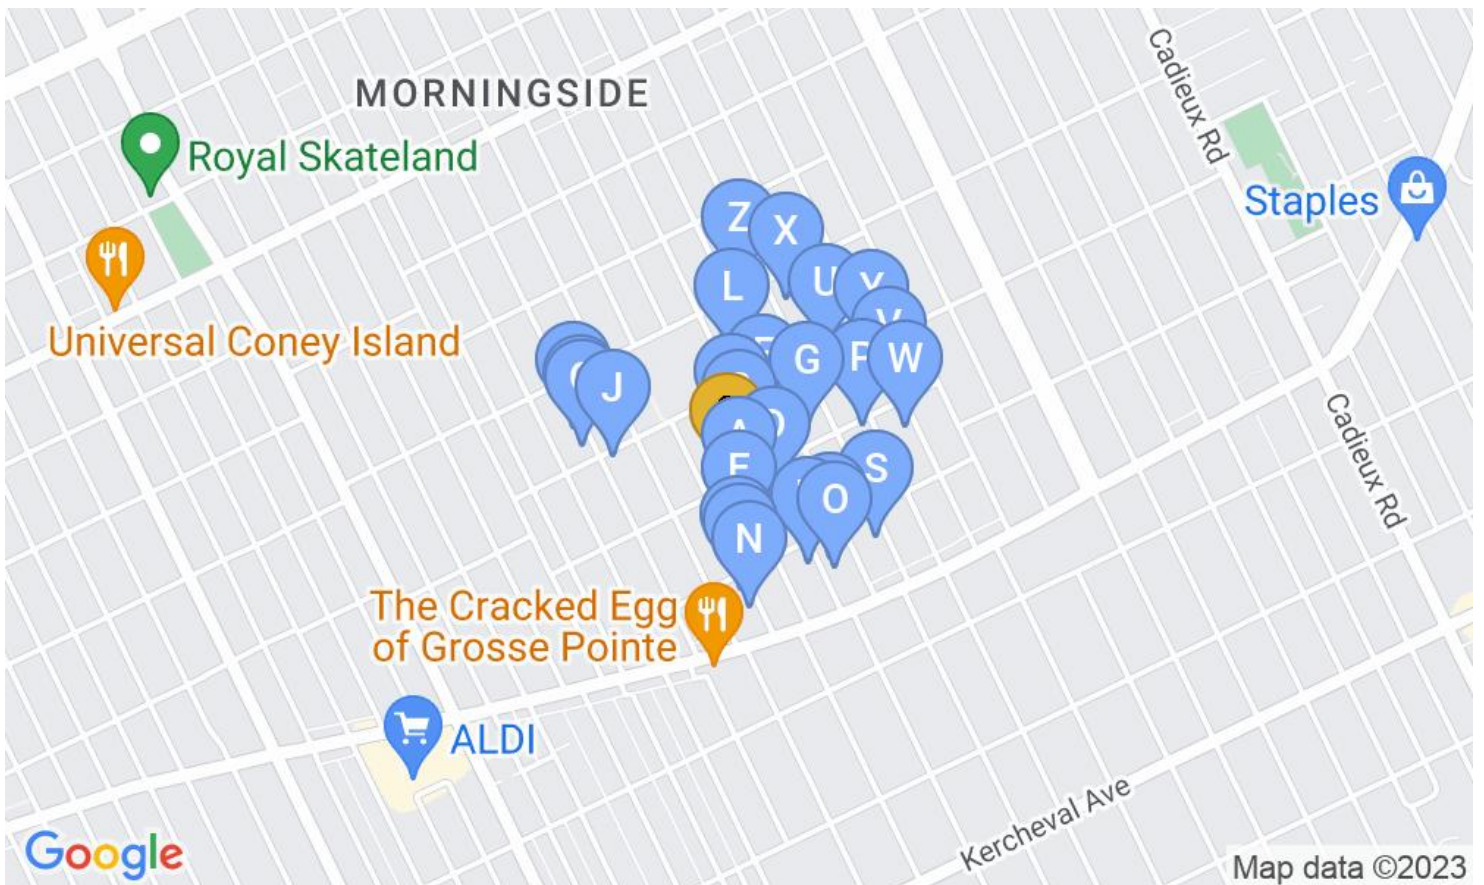 Cadieux Rd
MORNINGSIDE
Royal Skateland
Staples
Z
X
L
U
Y
V
Universal Coney Island
G
P
W
J
A
E
S
O
N
The Cracked Egg
of Grosse Pointe
Cadieux Rd
ALDI
Kercheval Ave
Google
Map data ©2023